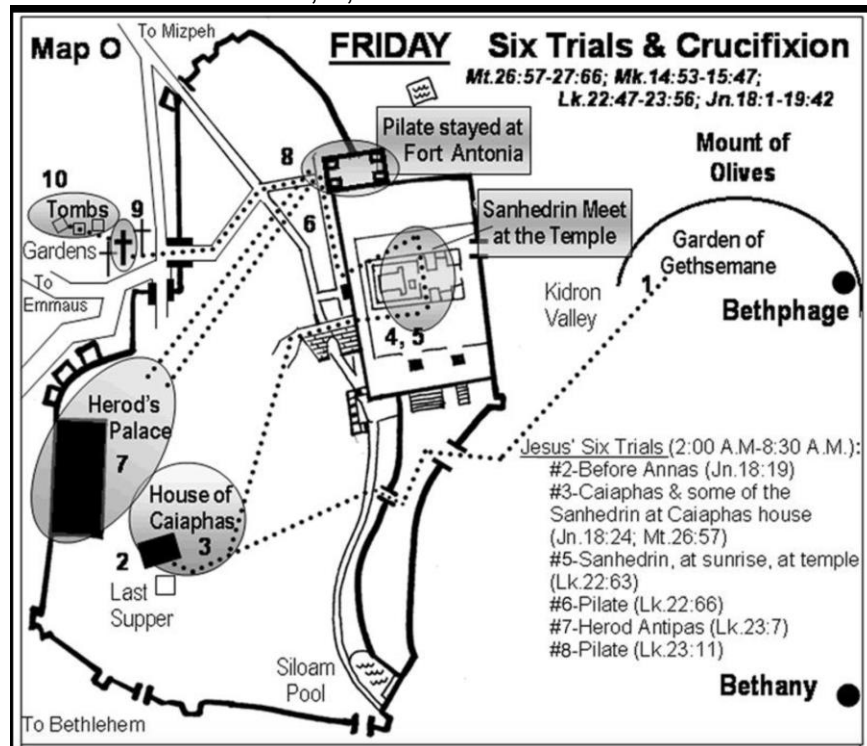 Map O
To Mizpeh
FRIDAY Six Trials & Crucifixion
Mt.26:57-27:66; Mk.14:53-15:47;
Lk.22:47-23:56; Jn.18:1-19:42
Pilate stayed at
Fort Antonia
8
Mount of
Olives
10
Tombs
9
Gardens
6
Sanhedrin Meet
at the Temple
Garden of
Gethsemane
1
To
Emmaus
Kidron
Valley
Bethphage
4, 5
Herod's
Palace
7
Jesus' Six Trials (2:00 A.M-8:30 A.M.):
#2-Before Annas (Jn.18:19)
#3-Caiaphas & some of the
Sanhedrin at Caiaphas house
(Jn.18:24; Mt.26:57)
#5-Sanhedrin, at sunrise, at temple
(Lk.22:63)
#6-Pilate (Lk.22:66)
#7-Herod Antipas (Lk.23:7)
#8-Pilate (Lk.23:11)
House of
Caiaphas
2
3
Last
Supper
Siloam
Pool
Bethany
To Bethlehem